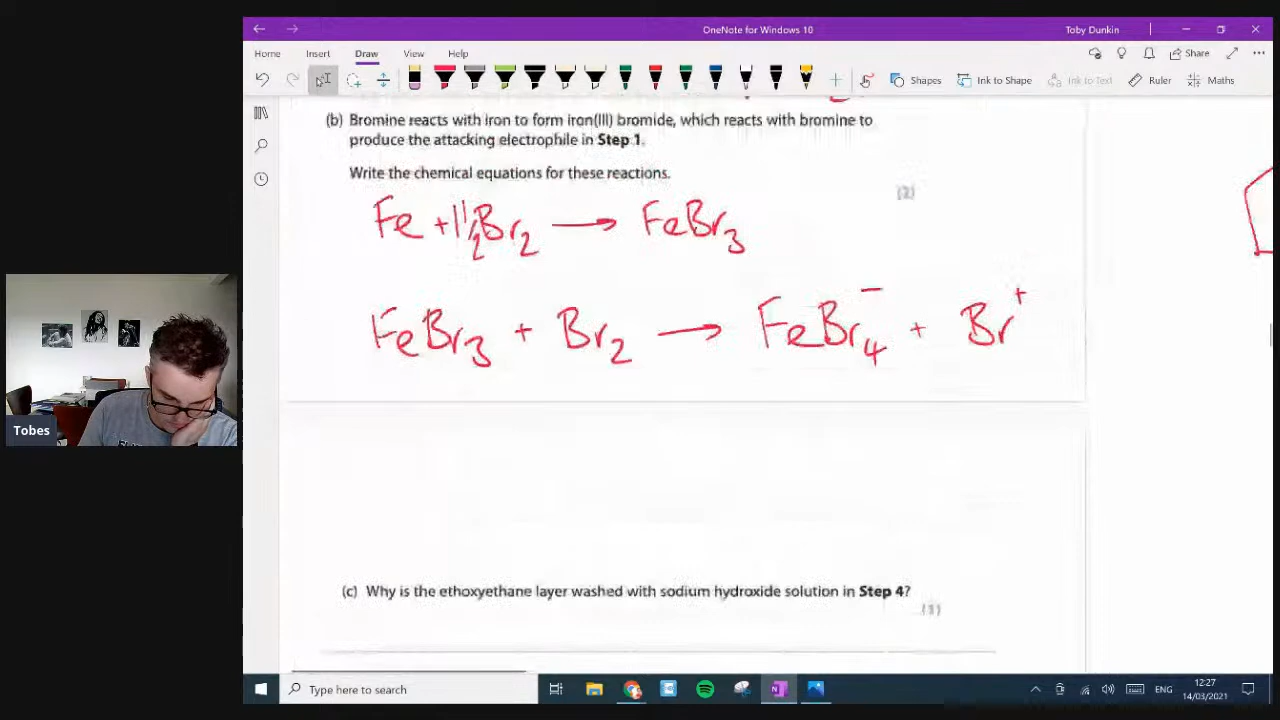 OneNote for Windows 10
Toby Dunkin
Home Insert Draw View Help
Share
Shapes Ink to Shape Ink to Text Ruler Maths
(b) Bromine reacts with iron to form iron(III) bromide, which reacts with bromine to
produce the attacking electrophile in Step 1.
Write the chemical equations for these reactions.
(2)
Fe + 1 1/2 Br2 → FeBr3
FeBr3 + Br2 → FeBr4⁻ + Br⁺
Tobes
(c) Why is the ethoxyethane layer washed with sodium hydroxide solution in Step 4?
(1)
Type here to search
ENG
12:27
14/03/2021